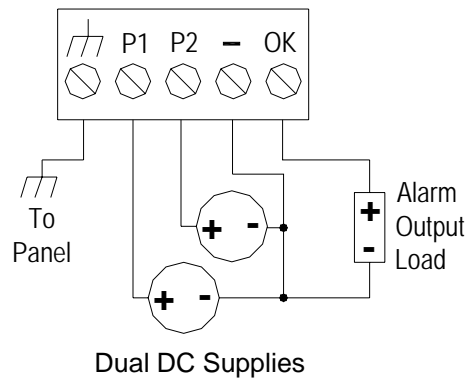 P1 P2 – OK
To
Panel
+ -
+ -
+
-
Alarm
Output
Load
Dual DC Supplies